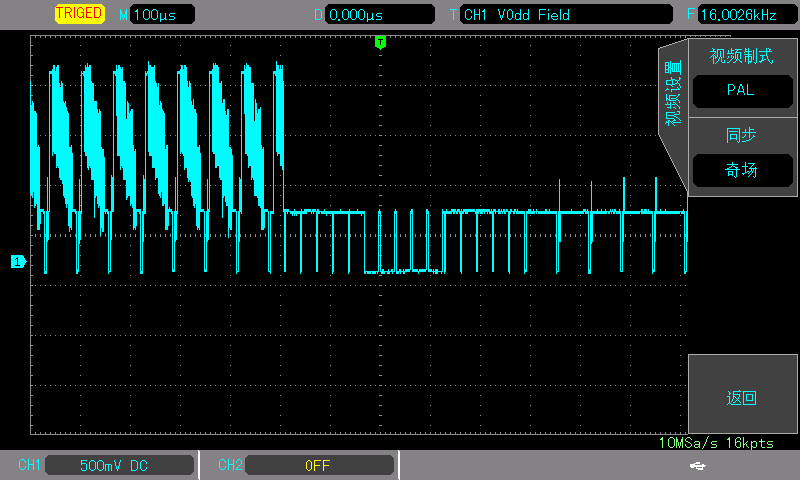 TRIGED M 100μs D 0.000μs T CH1 VOdd Field F 16.0026kHz
T
视频设置
视频制式
PAL
同步
奇场
1
返回
10MSa/s 16kpts
CH1 500mV DC CH2 OFF